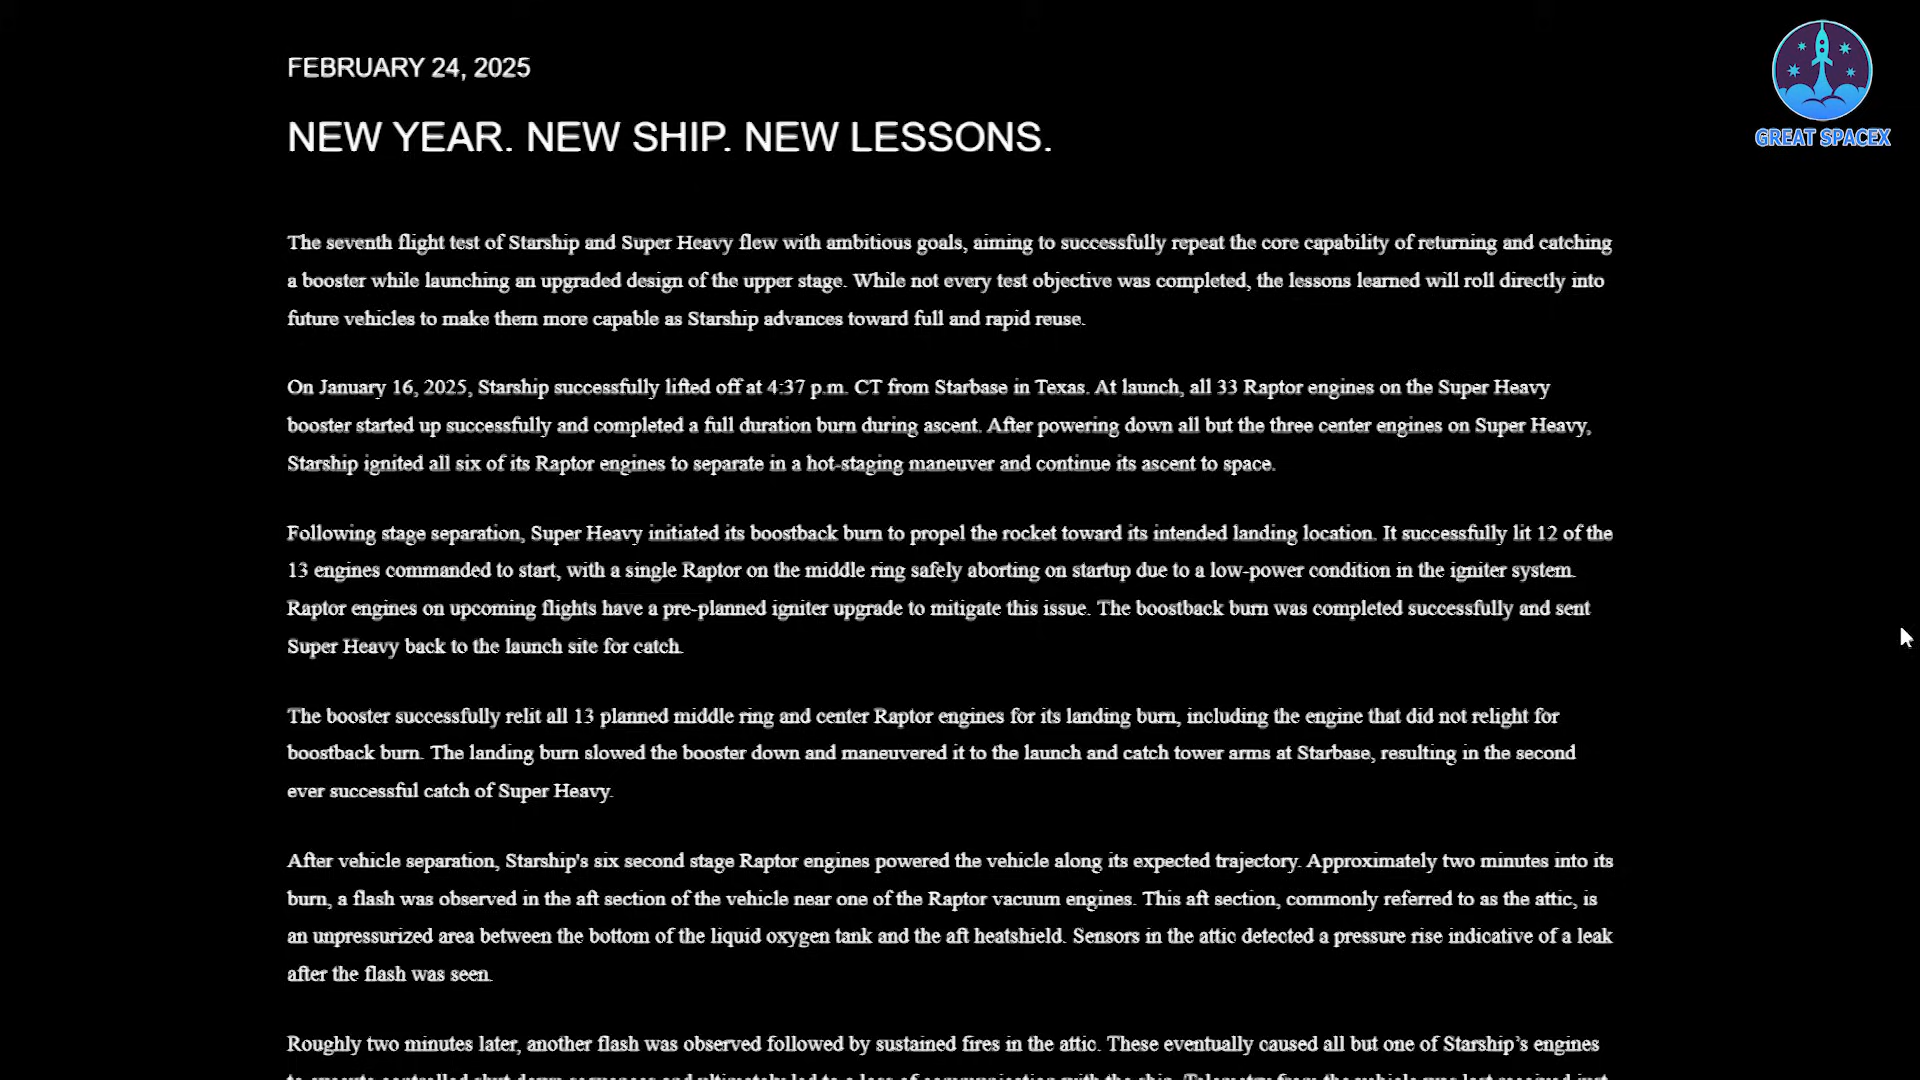 FEBRUARY 24, 2025
GREAT SPACEX
NEW YEAR. NEW SHIP. NEW LESSONS.
The seventh flight test of Starship and Super Heavy flew with ambitious goals, aiming to successfully repeat the core capability of returning and catching
a booster while launching an upgraded design of the upper stage. While not every test objective was completed, the lessons learned will roll directly into
future vehicles to make them more capable as Starship advances toward full and rapid reuse.
On January 16, 2025, Starship successfully lifted off at 4:37 p.m. CT from Starbase in Texas. At launch, all 33 Raptor engines on the Super Heavy
booster started up successfully and completed a full duration burn during ascent. After powering down all but the three center engines on Super Heavy,
Starship ignited all six of its Raptor engines to separate in a hot-staging maneuver and continue its ascent to space.
Following stage separation, Super Heavy initiated its boostback burn to propel the rocket toward its intended landing location. It successfully lit 12 of the
13 engines commanded to start, with a single Raptor on the middle ring safely aborting on startup due to a low-power condition in the igniter system.
Raptor engines on upcoming flights have a pre-planned igniter upgrade to mitigate this issue. The boostback burn was completed successfully and sent
Super Heavy back to the launch site for catch.
The booster successfully relit all 13 planned middle ring and center Raptor engines for its landing burn, including the engine that did not relight for
boostback burn. The landing burn slowed the booster down and maneuvered it to the launch and catch tower arms at Starbase, resulting in the second
ever successful catch of Super Heavy.
After vehicle separation, Starship's six second stage Raptor engines powered the vehicle along its expected trajectory. Approximately two minutes into its
burn, a flash was observed in the aft section of the vehicle near one of the Raptor vacuum engines. This aft section, commonly referred to as the attic, is
an unpressurized area between the bottom of the liquid oxygen tank and the aft heatshield. Sensors in the attic detected a pressure rise indicative of a leak
after the flash was seen.
Roughly two minutes later, another flash was observed followed by sustained fires in the attic. These eventually caused all but one of Starship’s engines